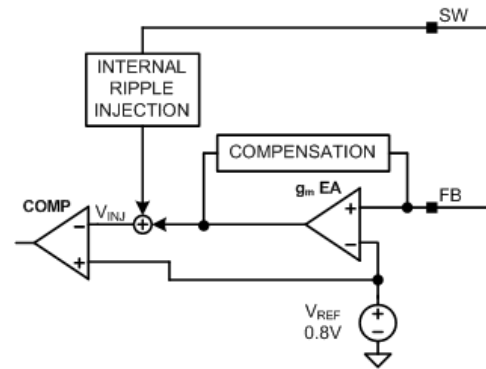 SW
INTERNAL
RIPPLE
INJECTION
COMPENSATION
gm EA
FB
COMP
VINJ
+
+
−
−
+
VREF
0.8V
+
−